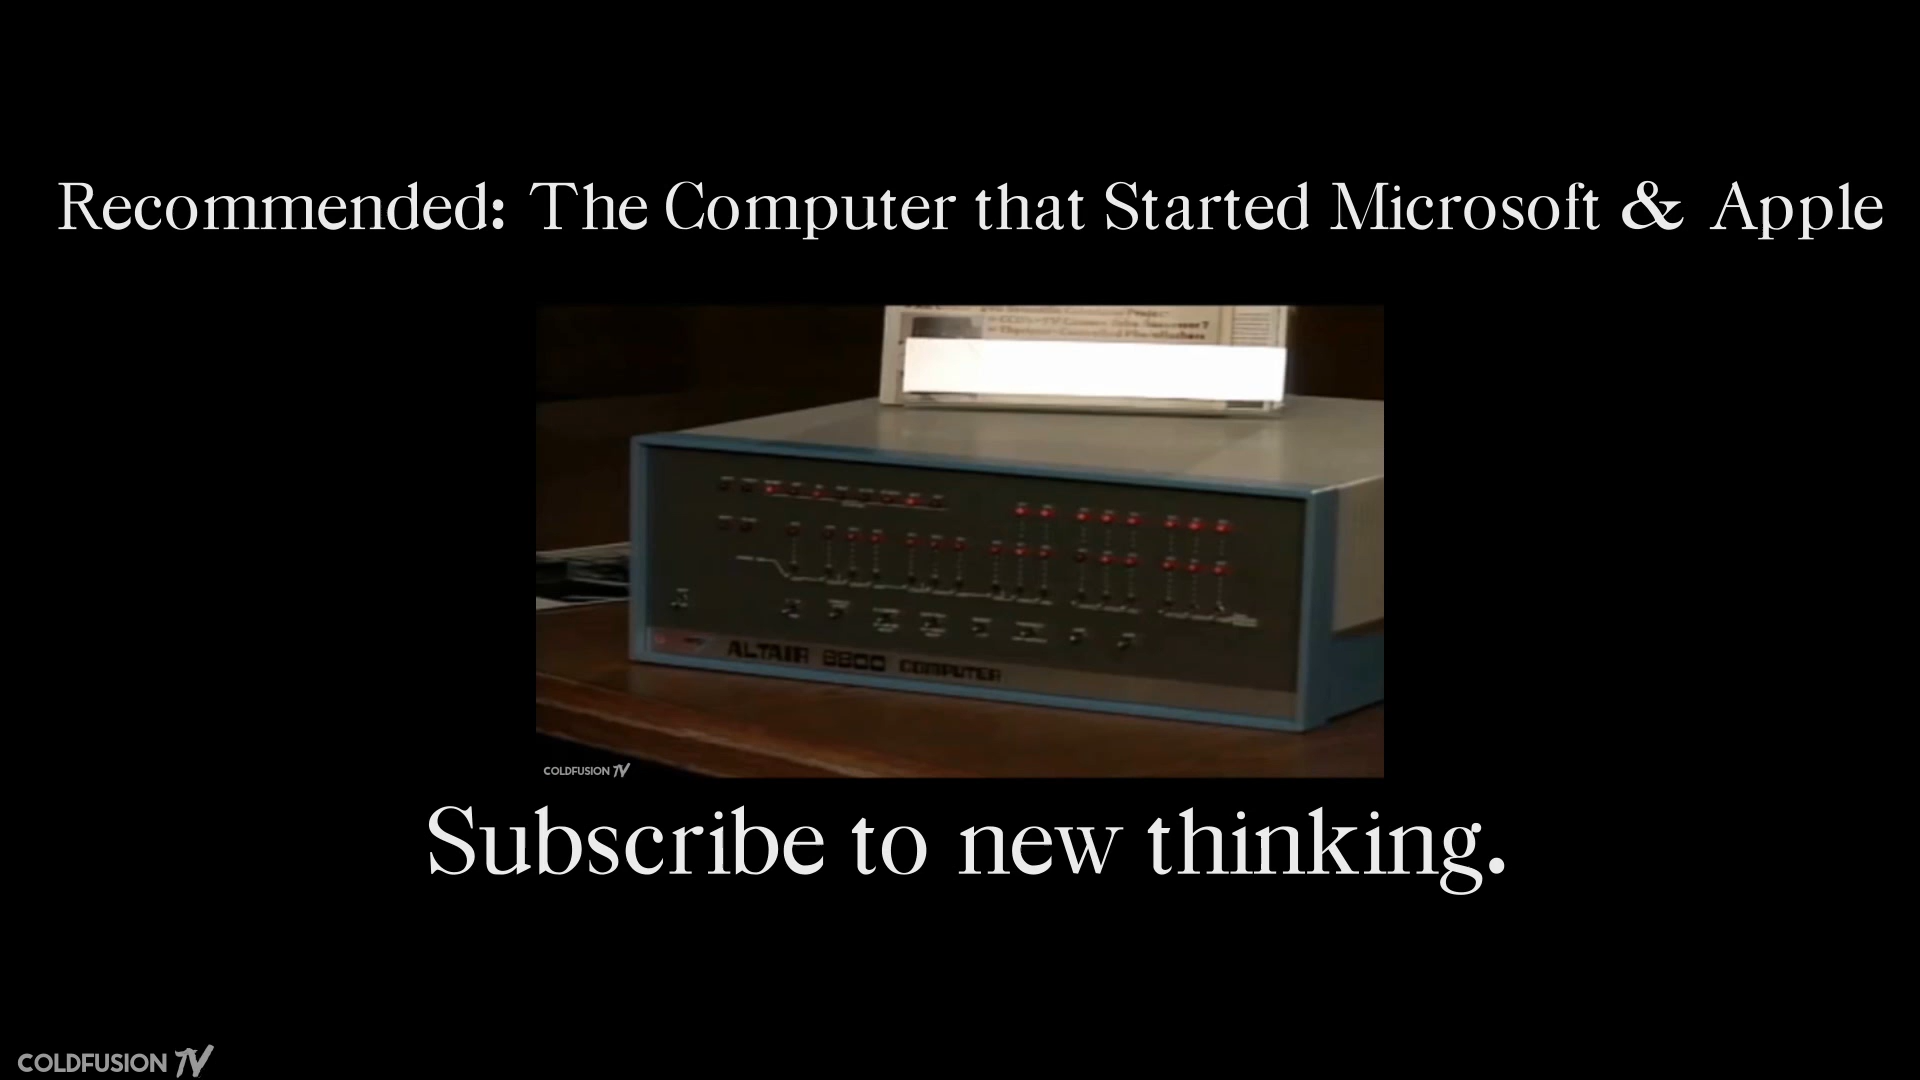 Recommended: The Computer that Started Microsoft & Apple
ALTAIR 8800 COMPUTER
COLDFUSION TV
Subscribe to new thinking.
COLDFUSION TV